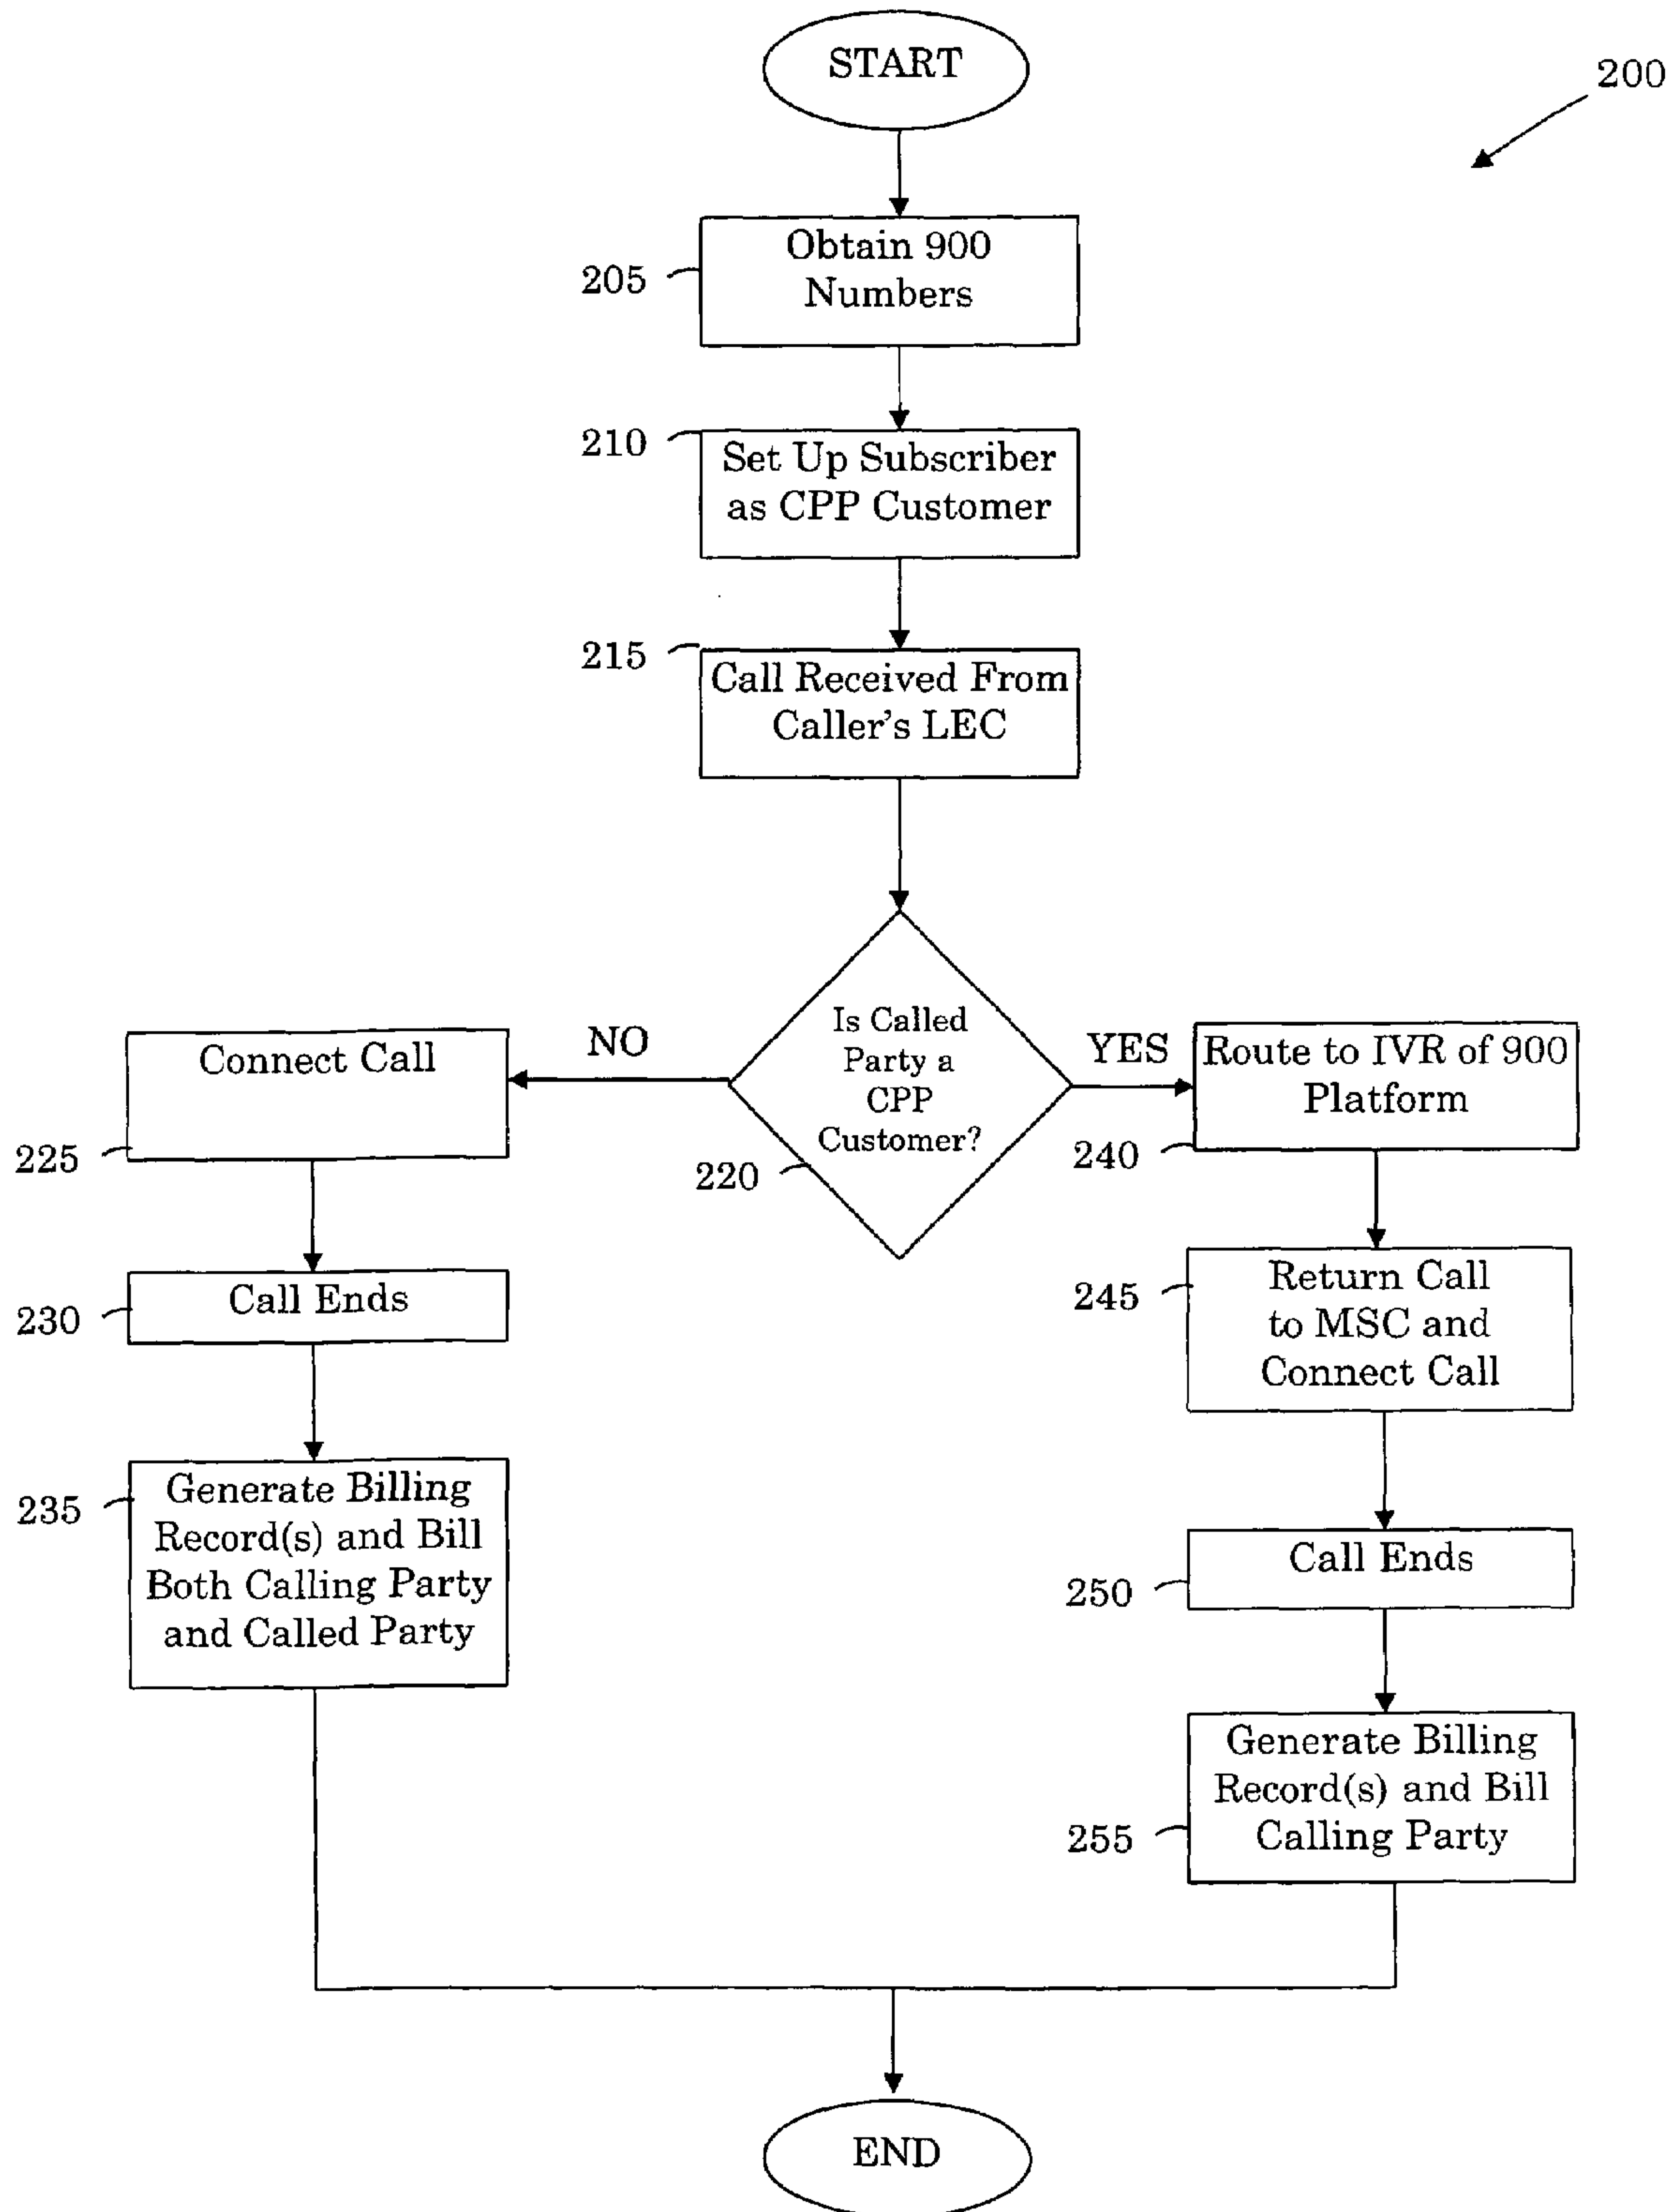 START
200
205
Obtain 900
Numbers
210
Set Up Subscriber
as CPP Customer
215
Call Received From
Caller's LEC
Is Called
Party a
CPP
Customer?
220
NO
YES
Connect Call
225
Call Ends
230
Generate Billing
Record(s) and Bill
Both Calling Party
and Called Party
235
Route to IVR of 900
Platform
240
Return Call
to MSC and
Connect Call
245
Call Ends
250
Generate Billing
Record(s) and Bill
Calling Party
255
END